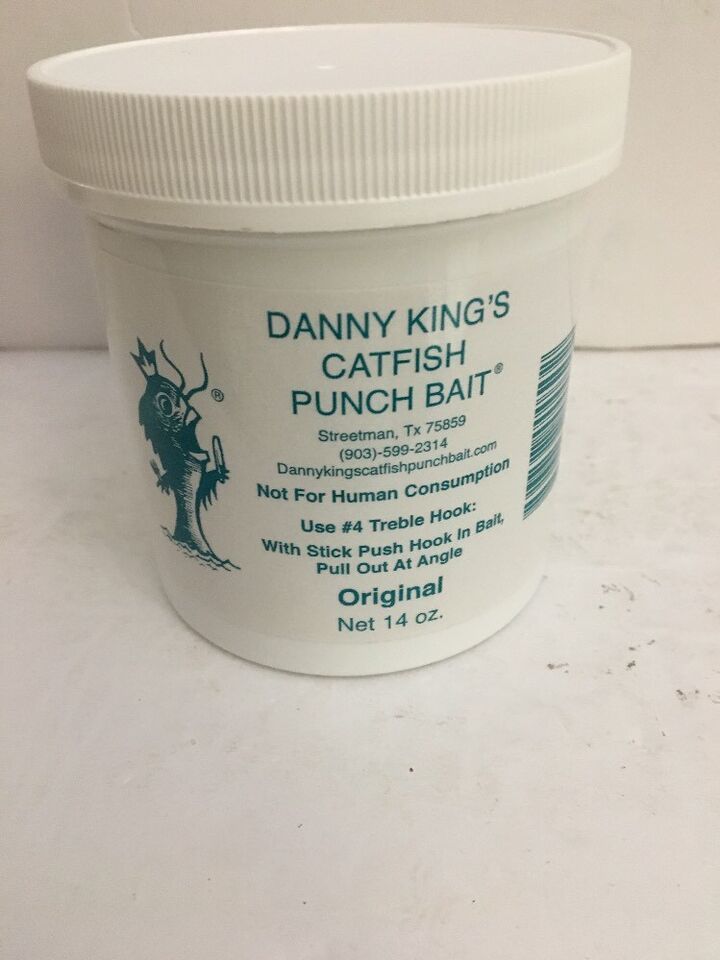 DANNY KING'S
CATFISH
PUNCH BAIT®
Streetman, Tx 75859
(903)-599-2314
Dannykingscatfishpunchbait.com
Not For Human Consumption
Use #4 Treble Hook:
With Stick Push Hook In Bait,
Pull Out At Angle
Original
Net 14 oz.
®